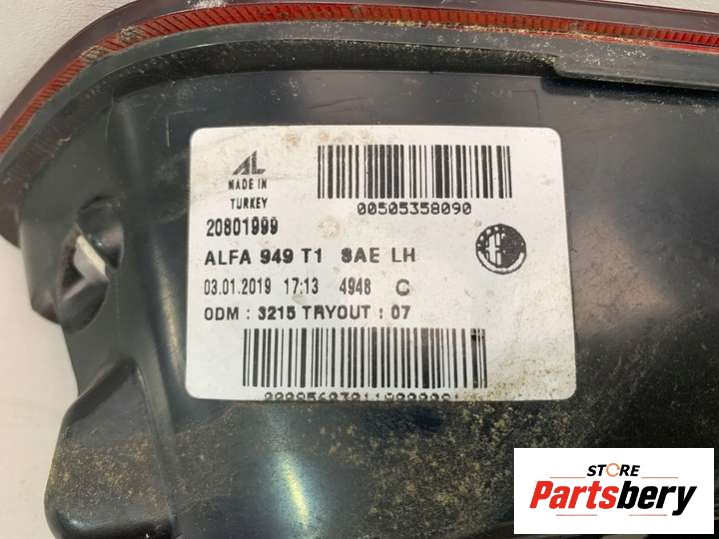 AL
MADE IN
TURKEY
00505358090
20801999
ALFA 949 T1 SAE LH
03.01.2019 17:13 4948 C
ODM : 3215 TRYOUT : 07
STORE
Partsbery